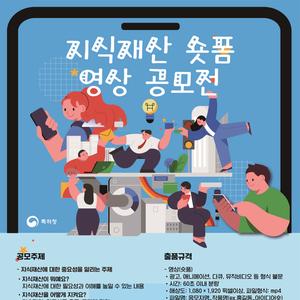 지식재산 숏폼
영상 공모전
특허청
공모주제
- 지식재산에 대한 중요성을 알리는 주제
- 지식재산이 뭐예요?
지식재산에 대한 필요성과 이해를 높일 수 있는 내용
- 지식재산을 어떻게 지켜요?
출품규격
- 영상(숏폼)
- 광고, 애니메이션, 다큐, 뮤직비디오 등 형식 불문
- 시간: 60초 이내 분량
- 해상도: 1,080 × 1,920 픽셀이상, 파일형식: mp4